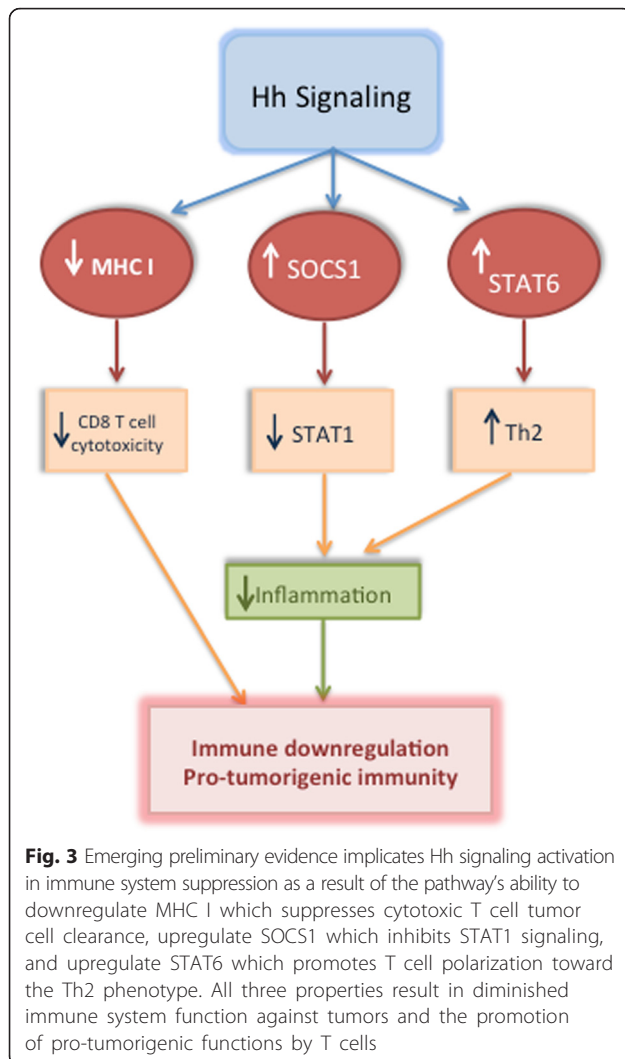 Hh Signaling
↓ MHC I
↑ SOCS1
↑ STAT6
↓ CD8 T cell
cytotoxicity
↓ STAT1
↑ Th2
↓Inflammation
Immune downregulation
Pro-tumorigenic immunity
Fig. 3 Emerging preliminary evidence implicates Hh signaling activation
in immune system suppression as a result of the pathway's ability to
downregulate MHC I which suppresses cytotoxic T cell tumor
cell clearance, upregulate SOCS1 which inhibits STAT1 signaling,
and upregulate STAT6 which promotes T cell polarization toward
the Th2 phenotype. All three properties result in diminished
immune system function against tumors and the promotion
of pro-tumorigenic functions by T cells